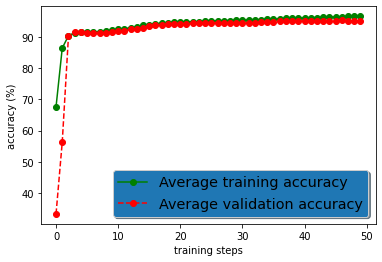 90
80
70
60
50
40
accuracy (%)
Average training accuracy
Average validation accuracy
0 10 20 30 40 50
training steps